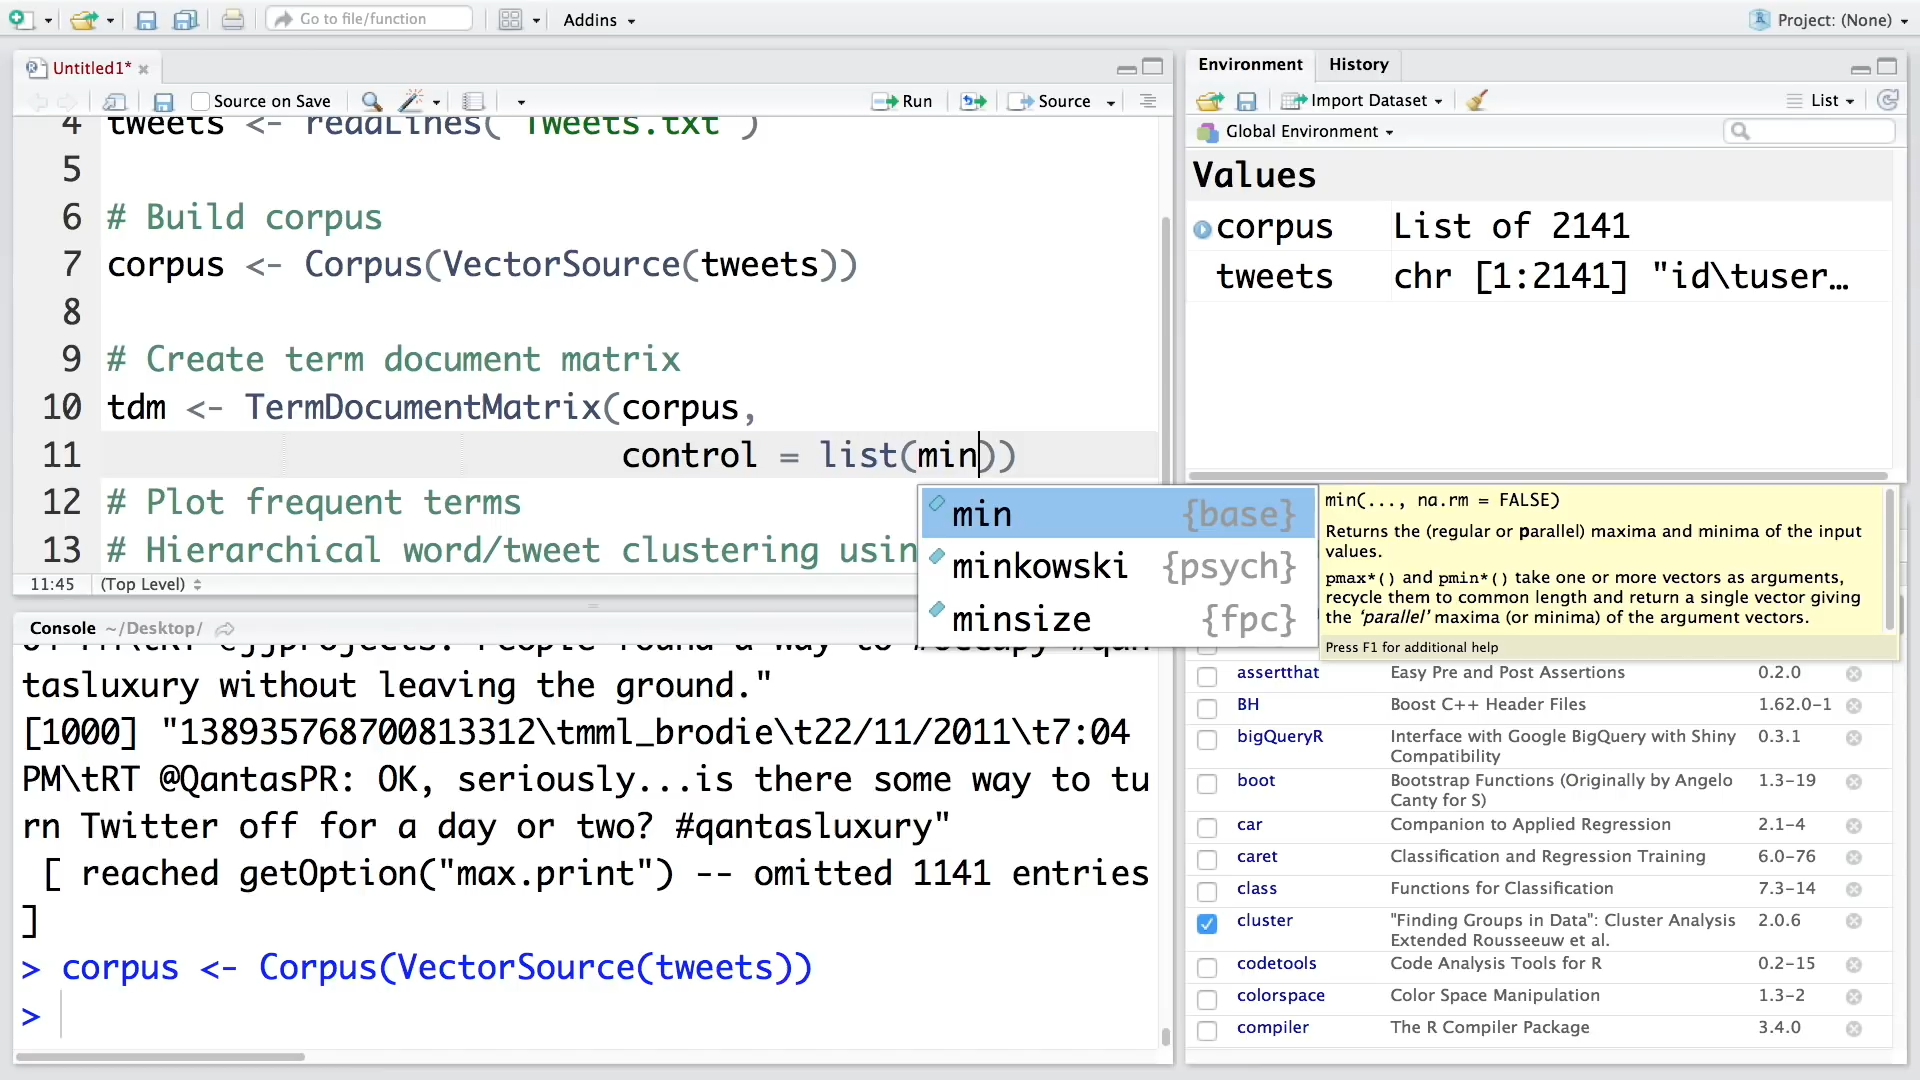 Go to file/function
Addins
Project: (None)
Untitled1*
Source on Save
Run
Source
4 tweets <- readLines("Tweets.txt")
5
6 # Build corpus
7 corpus <- Corpus(VectorSource(tweets))
8
9 # Create term document matrix
10 tdm <- TermDocumentMatrix(corpus,
11 control = list(min))
12 # Plot frequent terms
13 # Hierarchical word/tweet clustering usin
min {base}
minkowski {psych}
minsize {fpc}
min(..., na.rm = FALSE)
Returns the (regular or parallel) maxima and minima of the input
values.
pmax*() and pmin*() take one or more vectors as arguments,
recycle them to common length and return a single vector giving
the ‘parallel’ maxima (or minima) of the argument vectors.
Press F1 for additional help
11:45 (Top Level)
Console ~/Desktop/
tasluxury without leaving the ground."
[1000] "138935768700813312\tmml_brodie\t22/11/2011\t7:04
PM\tRT @QantasPR: OK, seriously...is there some way to tu
rn Twitter off for a day or two? #qantasluxury"
[ reached getOption("max.print") -- omitted 1141 entries
]
> corpus <- Corpus(VectorSource(tweets))
>
Environment
History
Import Dataset
List
Global Environment
Values
corpus List of 2141
tweets chr [1:2141] "id\tuser…
assertthat Easy Pre and Post Assertions 0.2.0
BH Boost C++ Header Files 1.62.0-1
bigQueryR Interface with Google BigQuery with Shiny 0.3.1
Compatibility
boot Bootstrap Functions (Originally by Angelo 1.3-19
Canty for S)
car Companion to Applied Regression 2.1-4
caret Classification and Regression Training 6.0-76
class Functions for Classification 7.3-14
cluster "Finding Groups in Data": Cluster Analysis 2.0.6
Extended Rousseeuw et al.
codetools Code Analysis Tools for R 0.2-15
colorspace Color Space Manipulation 1.3-2
compiler The R Compiler Package 3.4.0